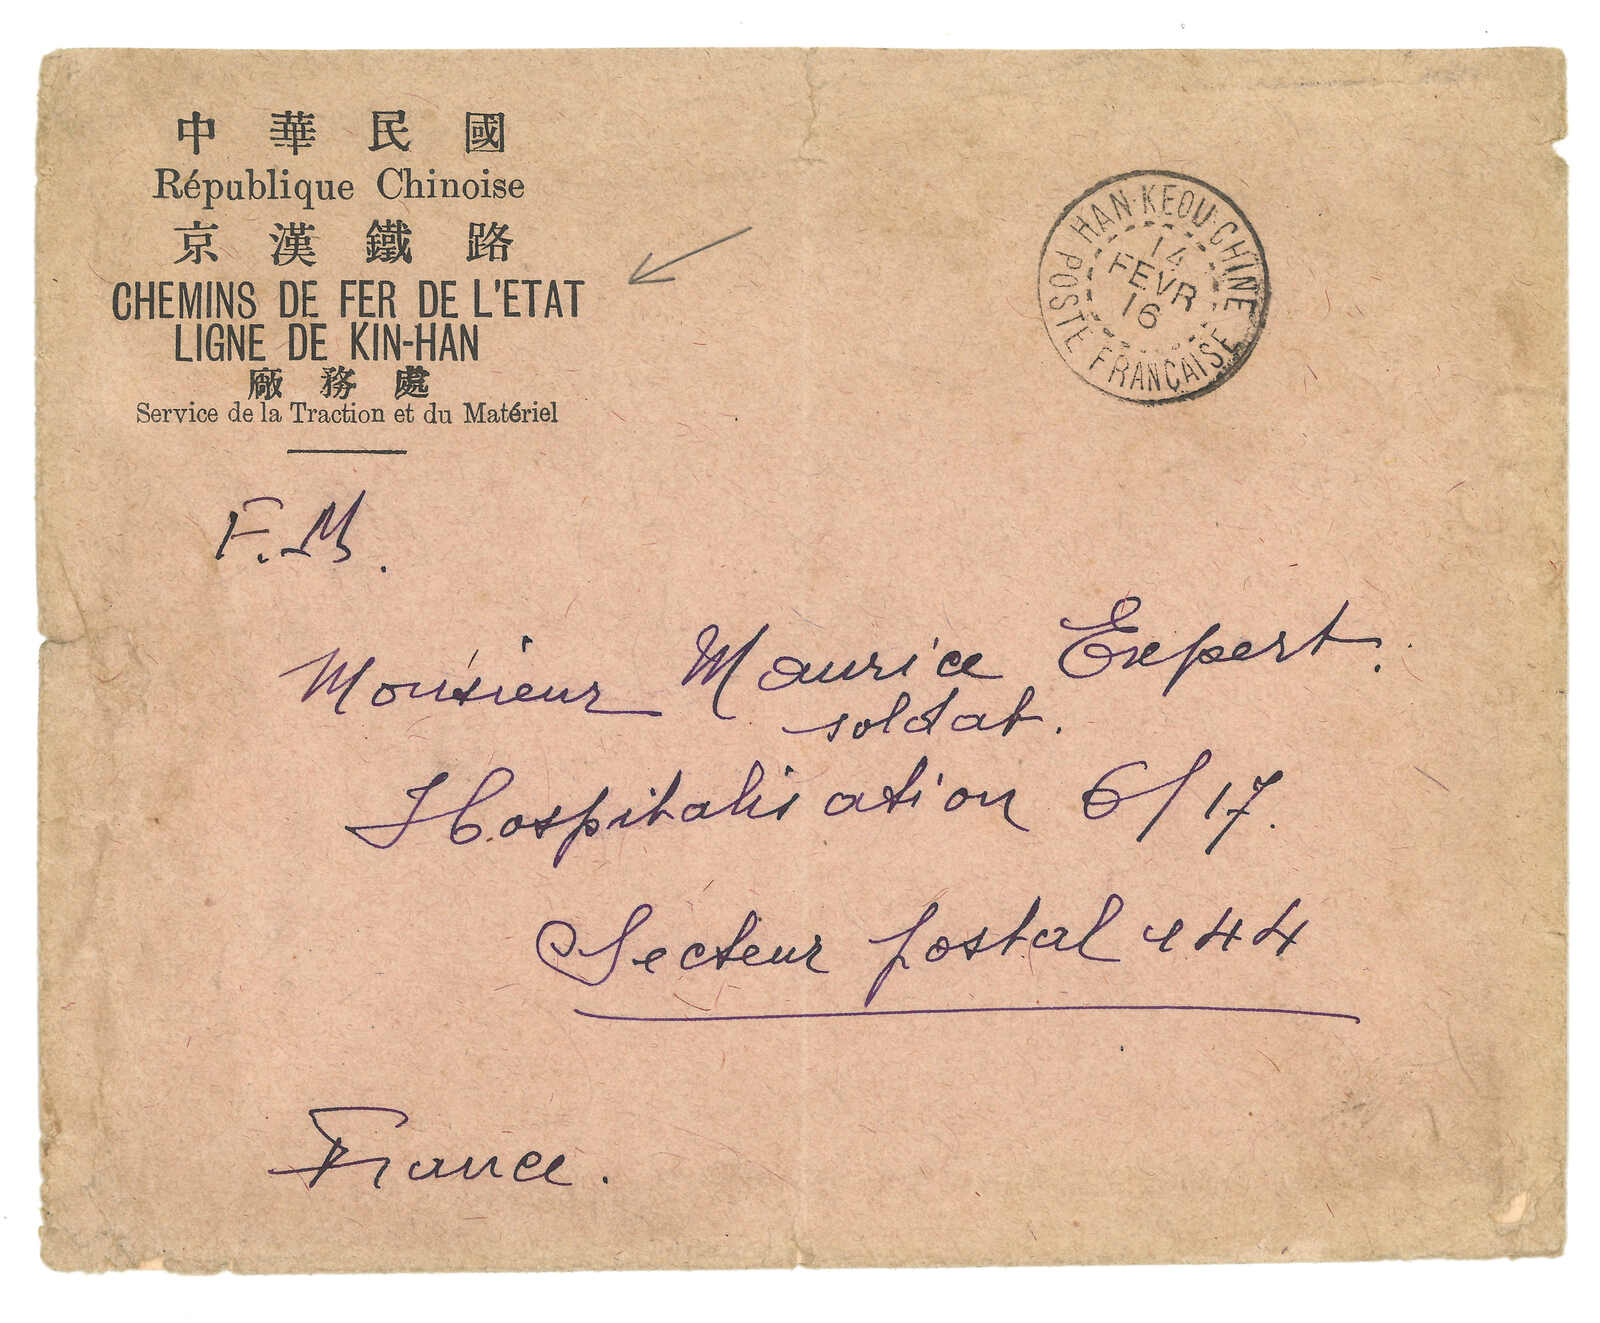 中華民國
République Chinoise
京漢鐵路
CHEMINS DE FER DE L'ETAT
LIGNE DE KIN-HAN
廠務處
Service de la Traction et du Matériel
HAN-KEOU-CHINE
14
FEVR
16
POSTE FRANÇAISE
F.M.
Monsieur Maurice Expert.
soldat.
Hospitalisation 6/17.
Secteur postal 144
France.